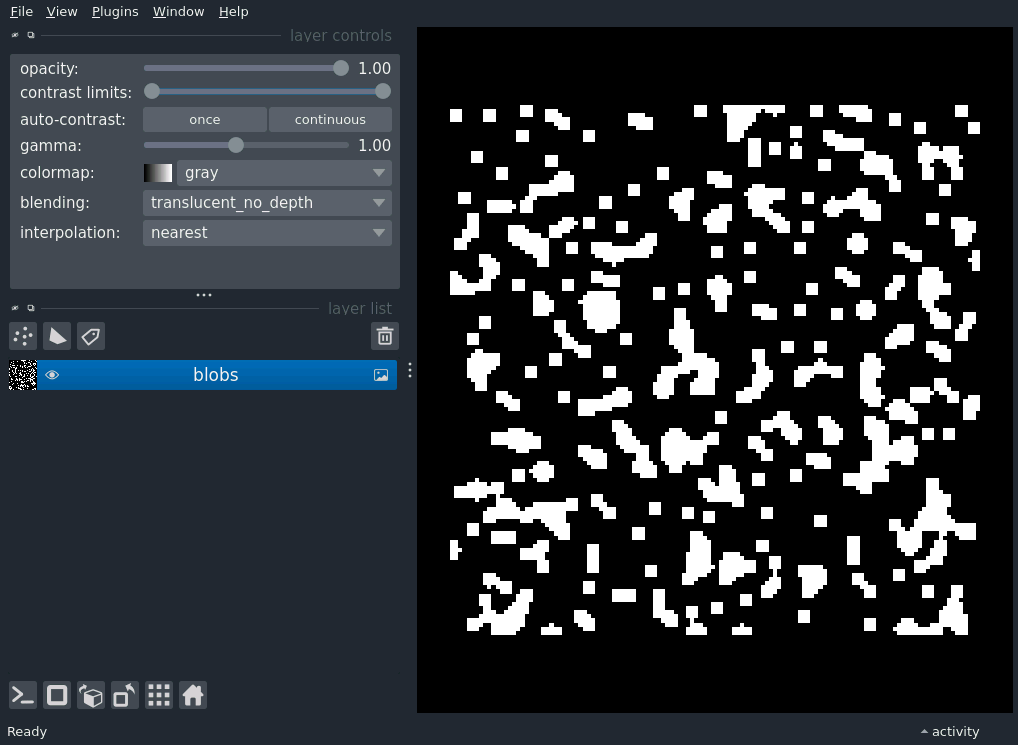 File View Plugins Window Help
layer controls
opacity: 1.00
contrast limits:
auto-contrast: once continuous
gamma: 1.00
colormap: gray
blending: translucent_no_depth
interpolation: nearest
layer list
blobs
Ready activity